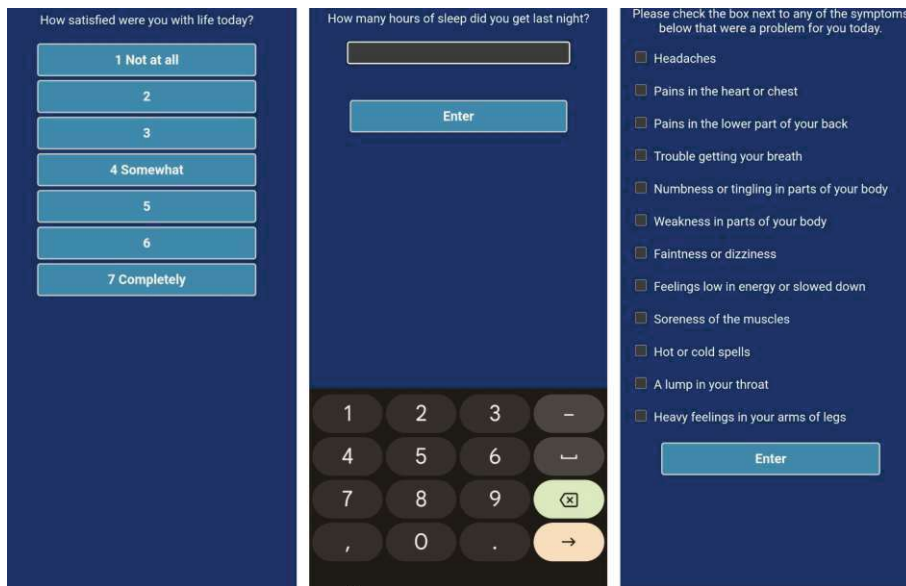 How satisfied were you with life today?
1 Not at all
2
3
4 Somewhat
5
6
7 Completely
How many hours of sleep did you get last night?
Enter
1 2 3 –
4 5 6
7 8 9
, 0 . →
Please check the box next to any of the symptoms
below that were a problem for you today.
Headaches
Pains in the heart or chest
Pains in the lower part of your back
Trouble getting your breath
Numbness or tingling in parts of your body
Weakness in parts of your body
Faintness or dizziness
Feelings low in energy or slowed down
Soreness of the muscles
Hot or cold spells
A lump in your throat
Heavy feelings in your arms of legs
Enter